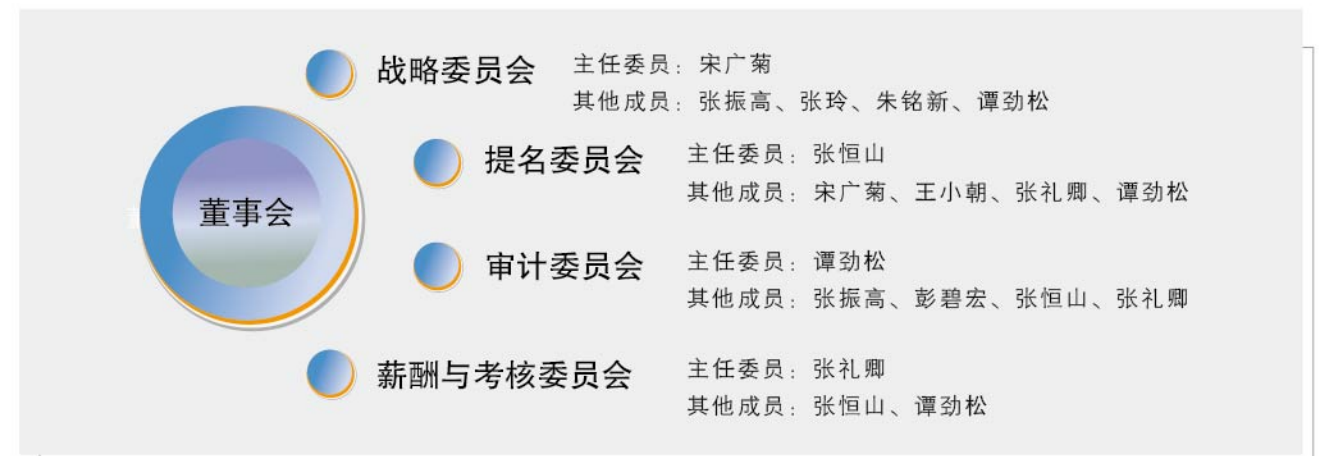 战略委员会
主任委员：宋广菊
其他成员：张振高、张玲、朱铭新、谭劲松
提名委员会
主任委员：张恒山
其他成员：宋广菊、王小朝、张礼卿、谭劲松
董事会
审计委员会
主任委员：谭劲松
其他成员：张振高、彭碧宏、张恒山、张礼卿
薪酬与考核委员会
主任委员：张礼卿
其他成员：张恒山、谭劲松